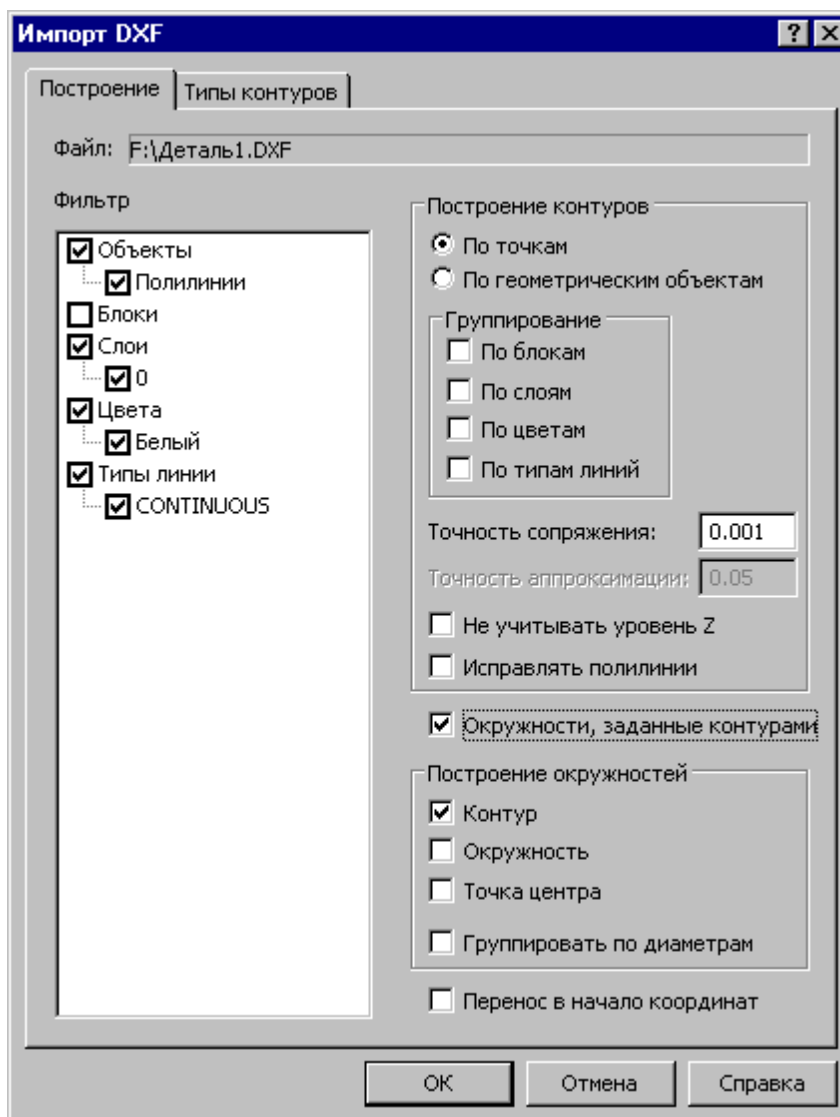 Импорт DXF
Построение
Типы контуров
Файл: F:\Деталь1.DXF
Фильтр
Объекты
Полилинии
Блоки
Слои
0
Цвета
Белый
Типы линии
CONTINUOUS
Построение контуров
По точкам
По геометрическим объектам
Группирование
По блокам
По слоям
По цветам
По типам линий
Точность сопряжения: 0.001
Точность аппроксимации: 0.05
Не учитывать уровень Z
Исправлять полилинии
Окружности, заданные контурами
Построение окружностей
Контур
Окружность
Точка центра
Группировать по диаметрам
Перенос в начало координат
ОК
Отмена
Справка